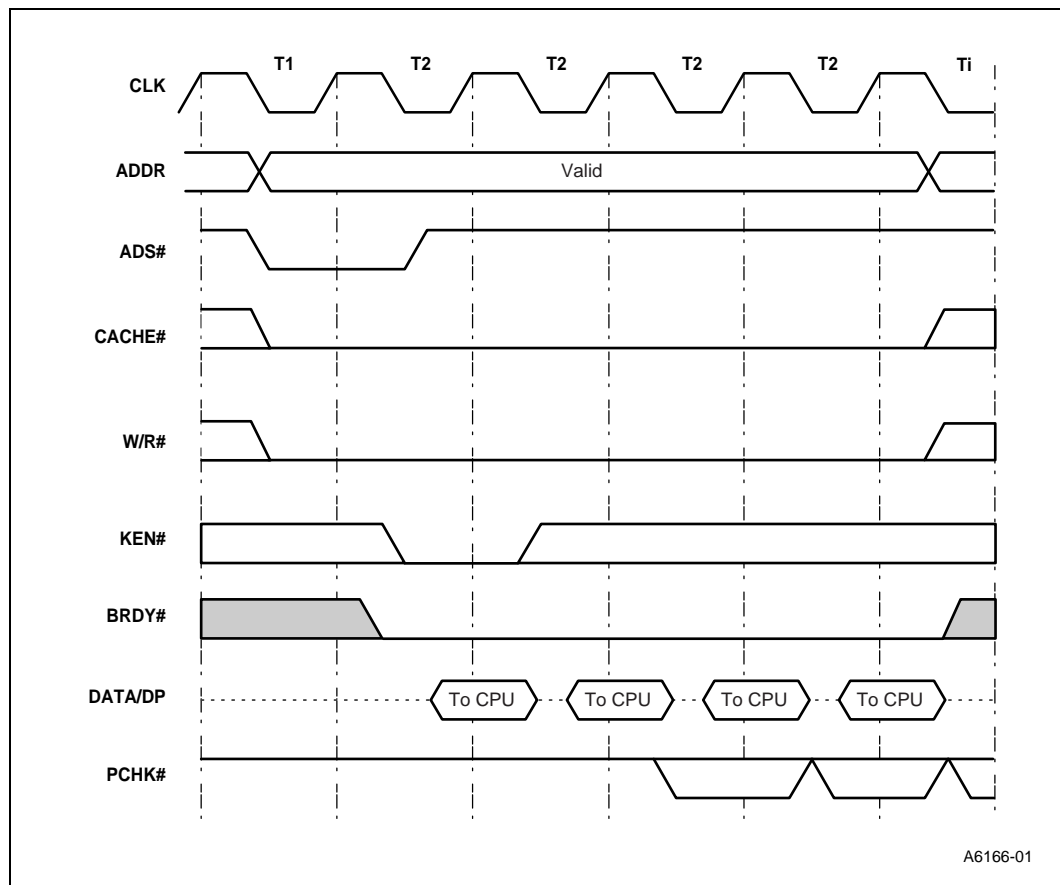 T1 T2 T2 T2 T2 Ti
CLK
ADDR Valid
ADS#
CACHE#
W/R#
KEN#
BRDY#
DATA/DP To CPU To CPU To CPU To CPU
PCHK#
A6166-01